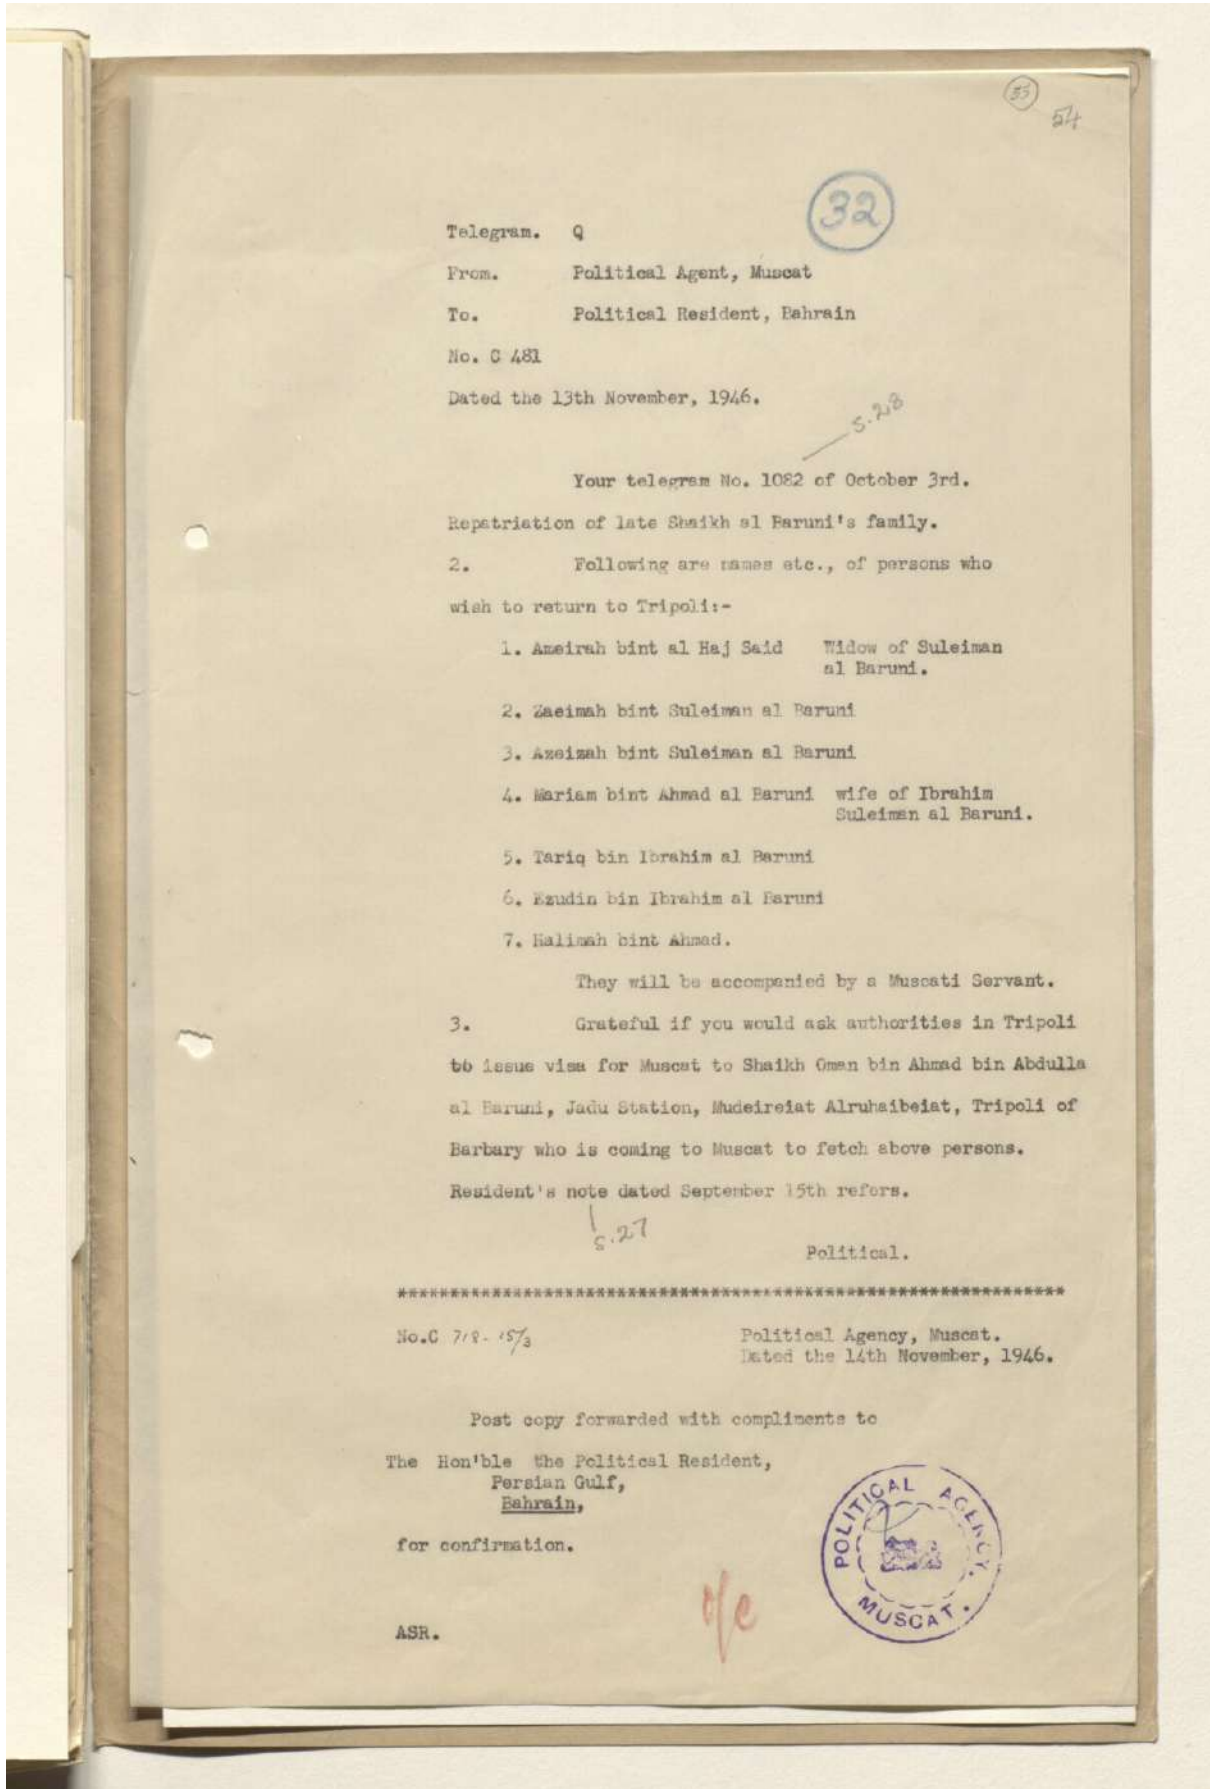 55
54
32
Telegram. Q
From. Political Agent, Muscat
To. Political Resident, Bahrain
No. C 481
Dated the 13th November, 1946.
S.28
Your telegram No. 1082 of October 3rd.
Repatriation of late Shaikh al Baruni's family.
2. Following are names etc., of persons who
wish to return to Tripoli:-
1. Ameirah bint al Haj Said Widow of Suleiman
al Baruni.
2. Zaeimah bint Suleiman al Baruni
3. Azeizah bint Suleiman al Baruni
4. Mariam bint Ahmad al Baruni wife of Ibrahim
Suleiman al Baruni.
5. Tariq bin Ibrahim al Baruni
6. Ezudin bin Ibrahim al Baruni
7. Halimah bint Ahmad.
They will be accompanied by a Muscati Servant.
3. Grateful if you would ask authorities in Tripoli
to issue visa for Muscat to Shaikh Oman bin Ahmad bin Abdulla
al Baruni, Jadu Station, Mudeireiat Alruhaibeiat, Tripoli of
Barbary who is coming to Muscat to fetch above persons.
Resident's note dated September 15th refers.
S.27
Political.
****************************************************************
No.C 718-15/3 Political Agency, Muscat.
Dated the 14th November, 1946.
Post copy forwarded with compliments to
The Hon'ble the Political Resident,
Persian Gulf,
Bahrain,
for confirmation.
POLITICAL AGENCY.
MUSCAT.
o/c
ASR.